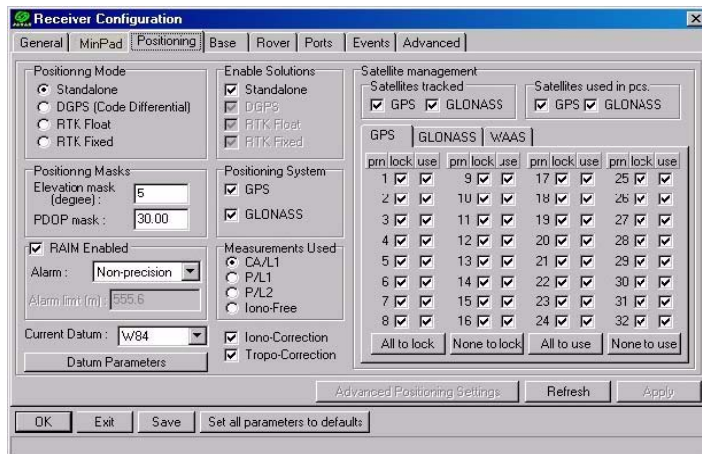 Receiver Configuration
General MinPad Positioning Base Rover Ports Events Advanced
Positioning Mode
Standalone
DGPS (Code Differential)
RTK Float
RTK Fixed
Enable Solutions
Standalone
DGPS
RTK Float
RTK Fixed
Positioning Masks
Elevation mask
(degree) :
5
PDOP mask :
30.00
Positioning System
GPS
GLONASS
RAIM Enabled
Alarm :
Non-precision
Alarm limt (m) :
555.6
Measurements Used
CA/L1
P/L1
P/L2
Iono-Free
Current Datum :
W84
Datum Parameters
Iono-Correction
Tropo-Correction
Satellite management
Satellites tracked
GPS GLONASS
Satellites used in pcs.
GPS GLONASS
GPS GLONASS WAAS
prn lock use prn lock use prn lock use prn lock use
1 9 17 25
2 10 18 26
3 11 19 27
4 12 20 28
5 13 21 29
6 14 22 30
7 15 23 31
8 16 24 32
All to lock None to lock All to use None to use
Advanced Positioning Settings Refresh Apply
OK Exit Save Set all parameters to defaults